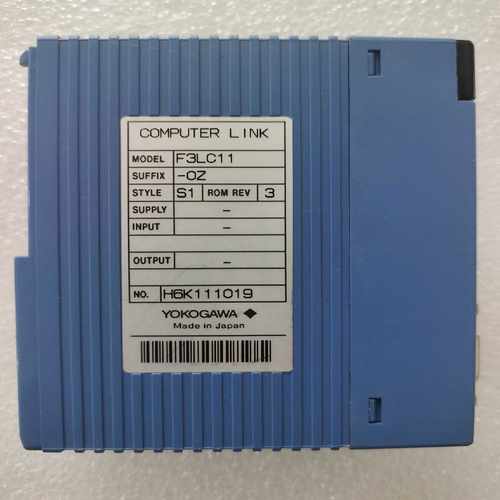 COMPUTER LINK
MODEL F3LC11
SUFFIX -0Z
STYLE S1 ROM REV 3
SUPPLY -
INPUT -
OUTPUT -
NO. H6K111019
YOKOGAWA
Made in Japan